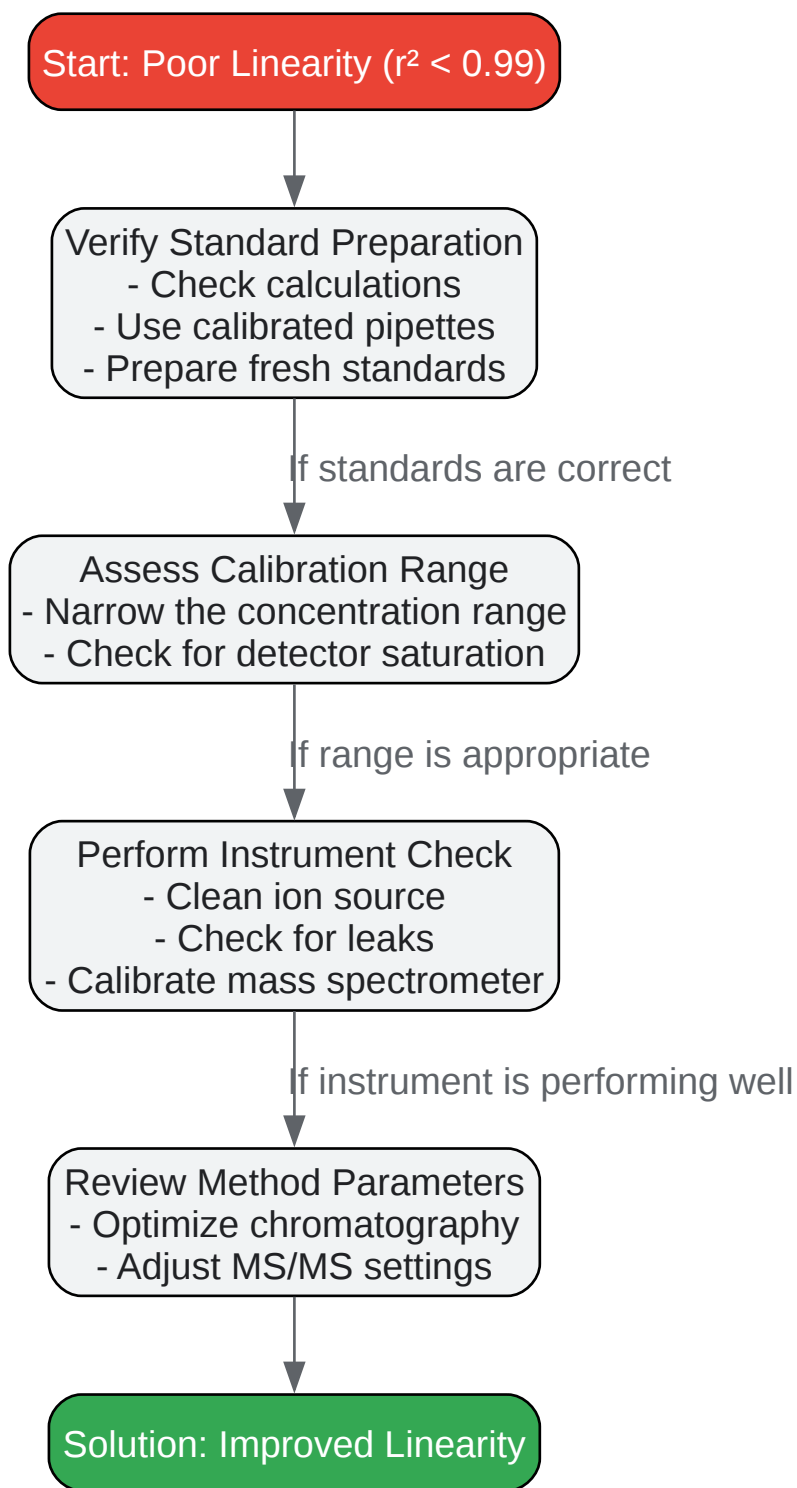 Start: Poor Linearity (r² < 0.99)
Verify Standard Preparation
- Check calculations
- Use calibrated pipettes
- Prepare fresh standards
If standards are correct
Assess Calibration Range
- Narrow the concentration range
- Check for detector saturation
If range is appropriate
Perform Instrument Check
- Clean ion source
- Check for leaks
- Calibrate mass spectrometer
If instrument is performing well
Review Method Parameters
- Optimize chromatography
- Adjust MS/MS settings
Solution: Improved Linearity